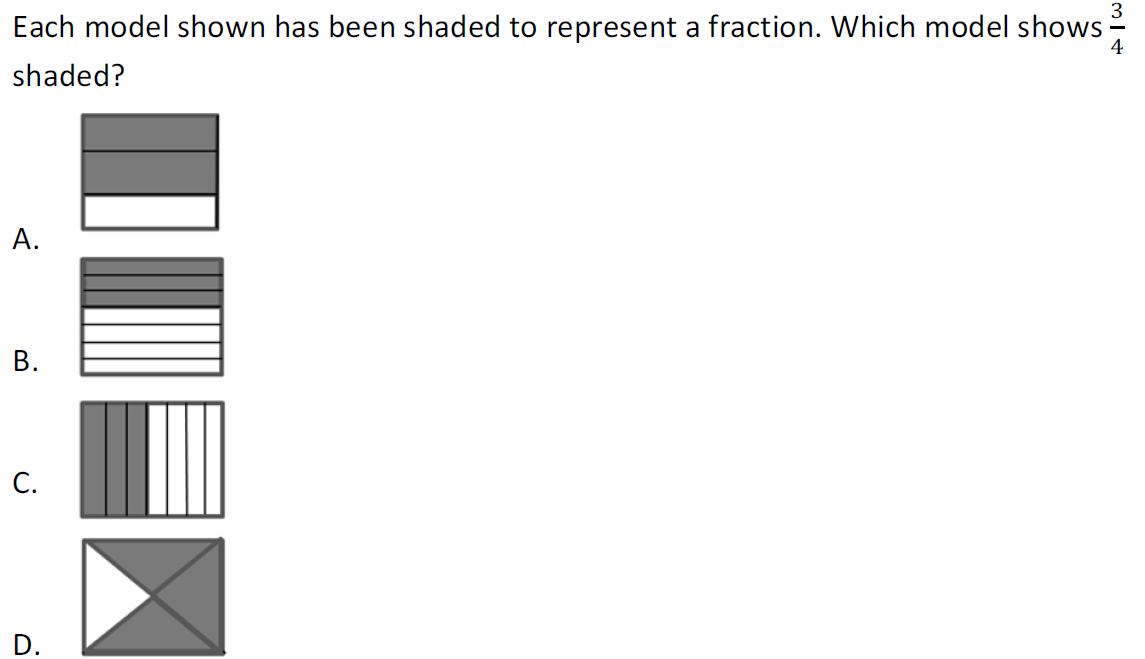 Each model shown has been shaded to represent a fraction. Which model shows 3/4
shaded?
A.
B.
C.
D.